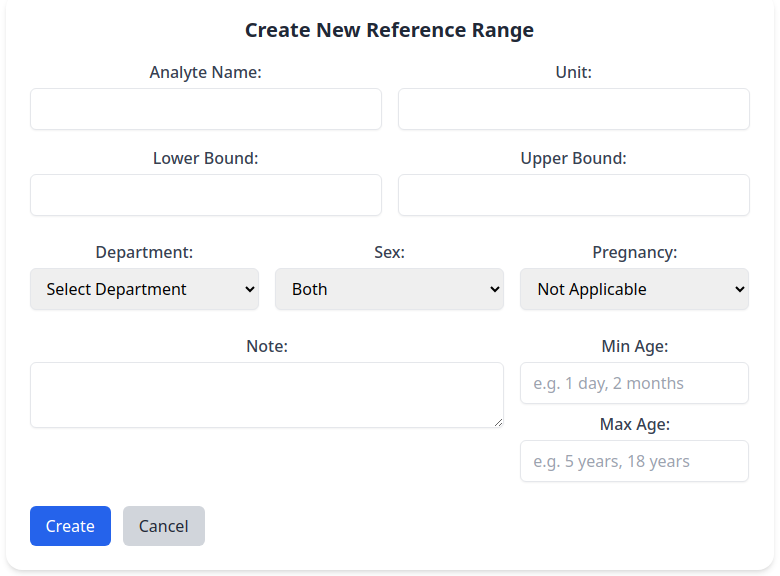 Create New Reference Range
Analyte Name:
Unit:
Lower Bound:
Upper Bound:
Department:
Sex:
Pregnancy:
Select Department
Both
Not Applicable
Note:
Min Age:
e.g. 1 day, 2 months
Max Age:
e.g. 5 years, 18 years
Create
Cancel